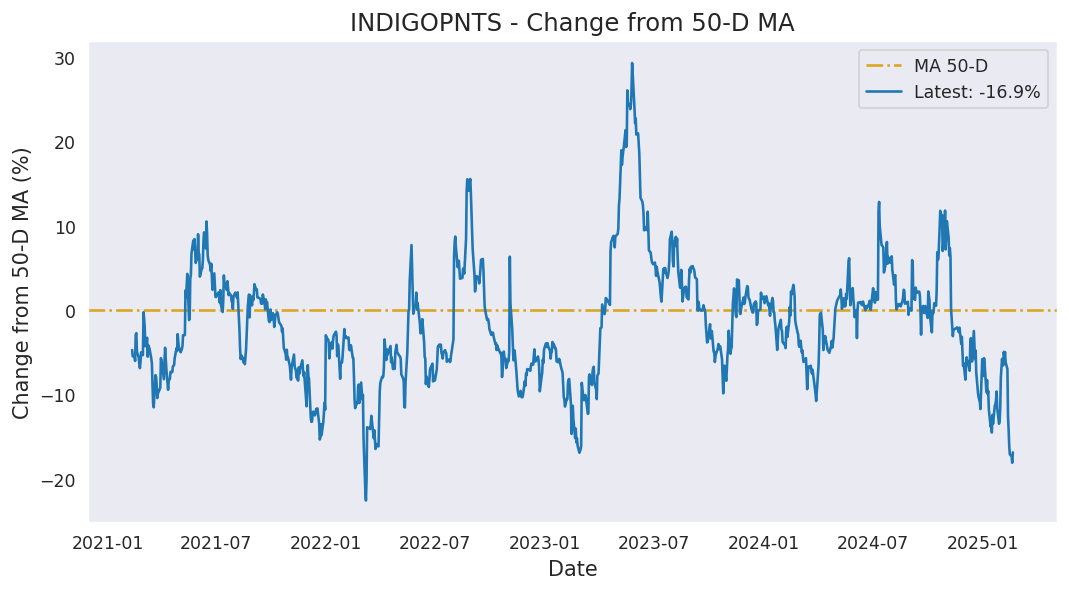 INDIGOPNTS - Change from 50-D MA
Change from 50-D MA (%)
30
20
10
0
−10
−20
MA 50-D
Latest: -16.9%
2021-01 2021-07 2022-01 2022-07 2023-01 2023-07 2024-01 2024-07 2025-01
Date